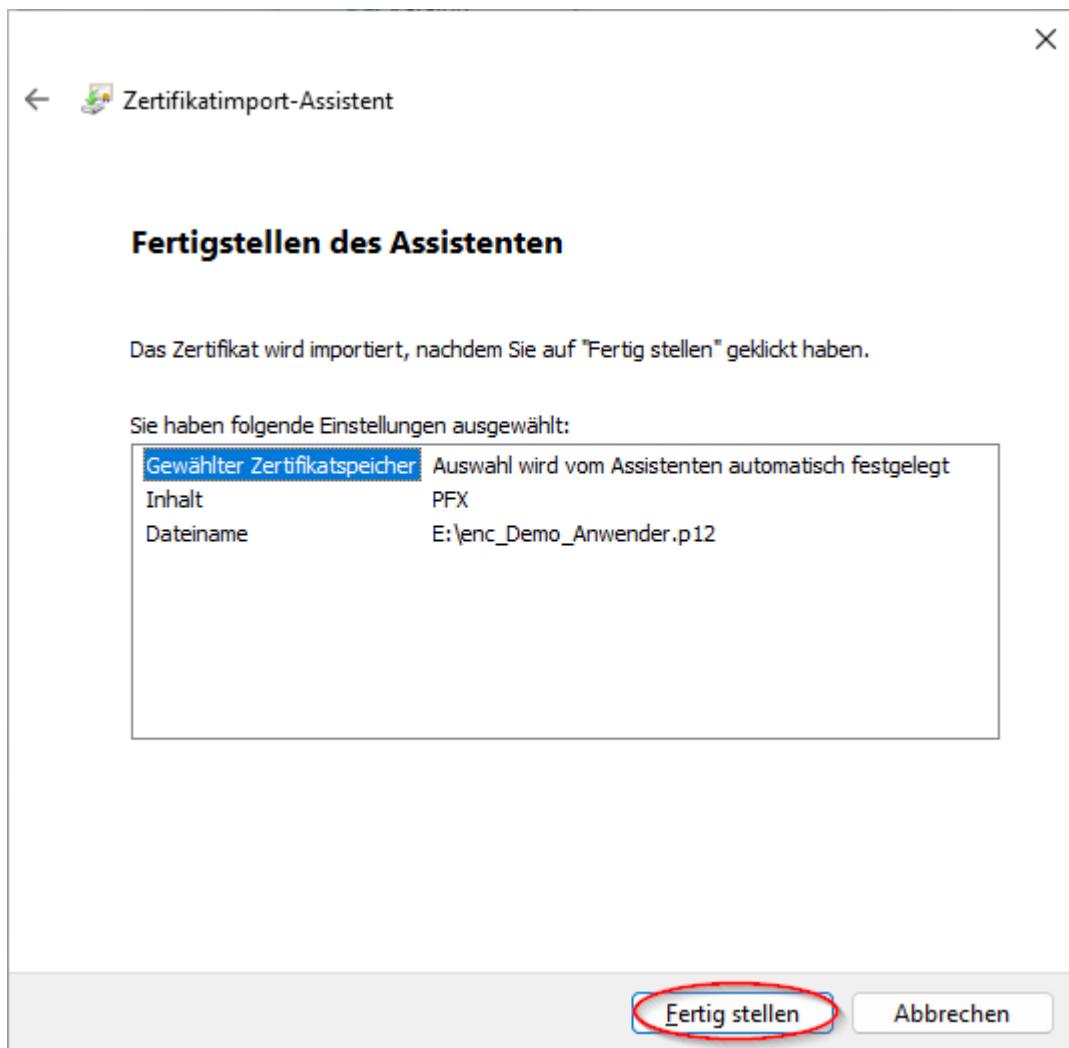 Zertifikatimport-Assistent
Fertigstellen des Assistenten
Das Zertifikat wird importiert, nachdem Sie auf "Fertig stellen" geklickt haben.
Sie haben folgende Einstellungen ausgewählt:
Gewählter Zertifikatspeicher Auswahl wird vom Assistenten automatisch festgelegt
Inhalt PFX
Dateiname E:\enc_Demo_Anwender.p12
Fertig stellen Abbrechen